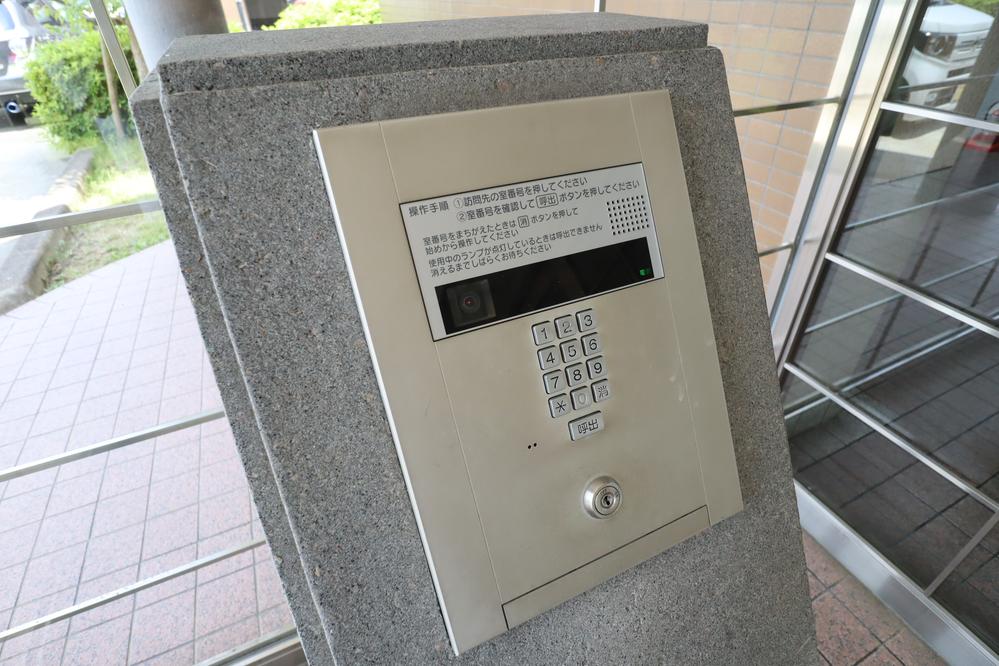 操作手順 ①訪問先の室番号を押してください
②室番号を確認して 呼出 ボタンを押してください
室番号をまちがえたときは 消 ボタンを押して
始めから操作してください
使用中のランプが点灯しているときは呼出できません
消えるまでしばらくお待ちください
1 2 3
4 5 6
7 8 9
* 0 消
呼出